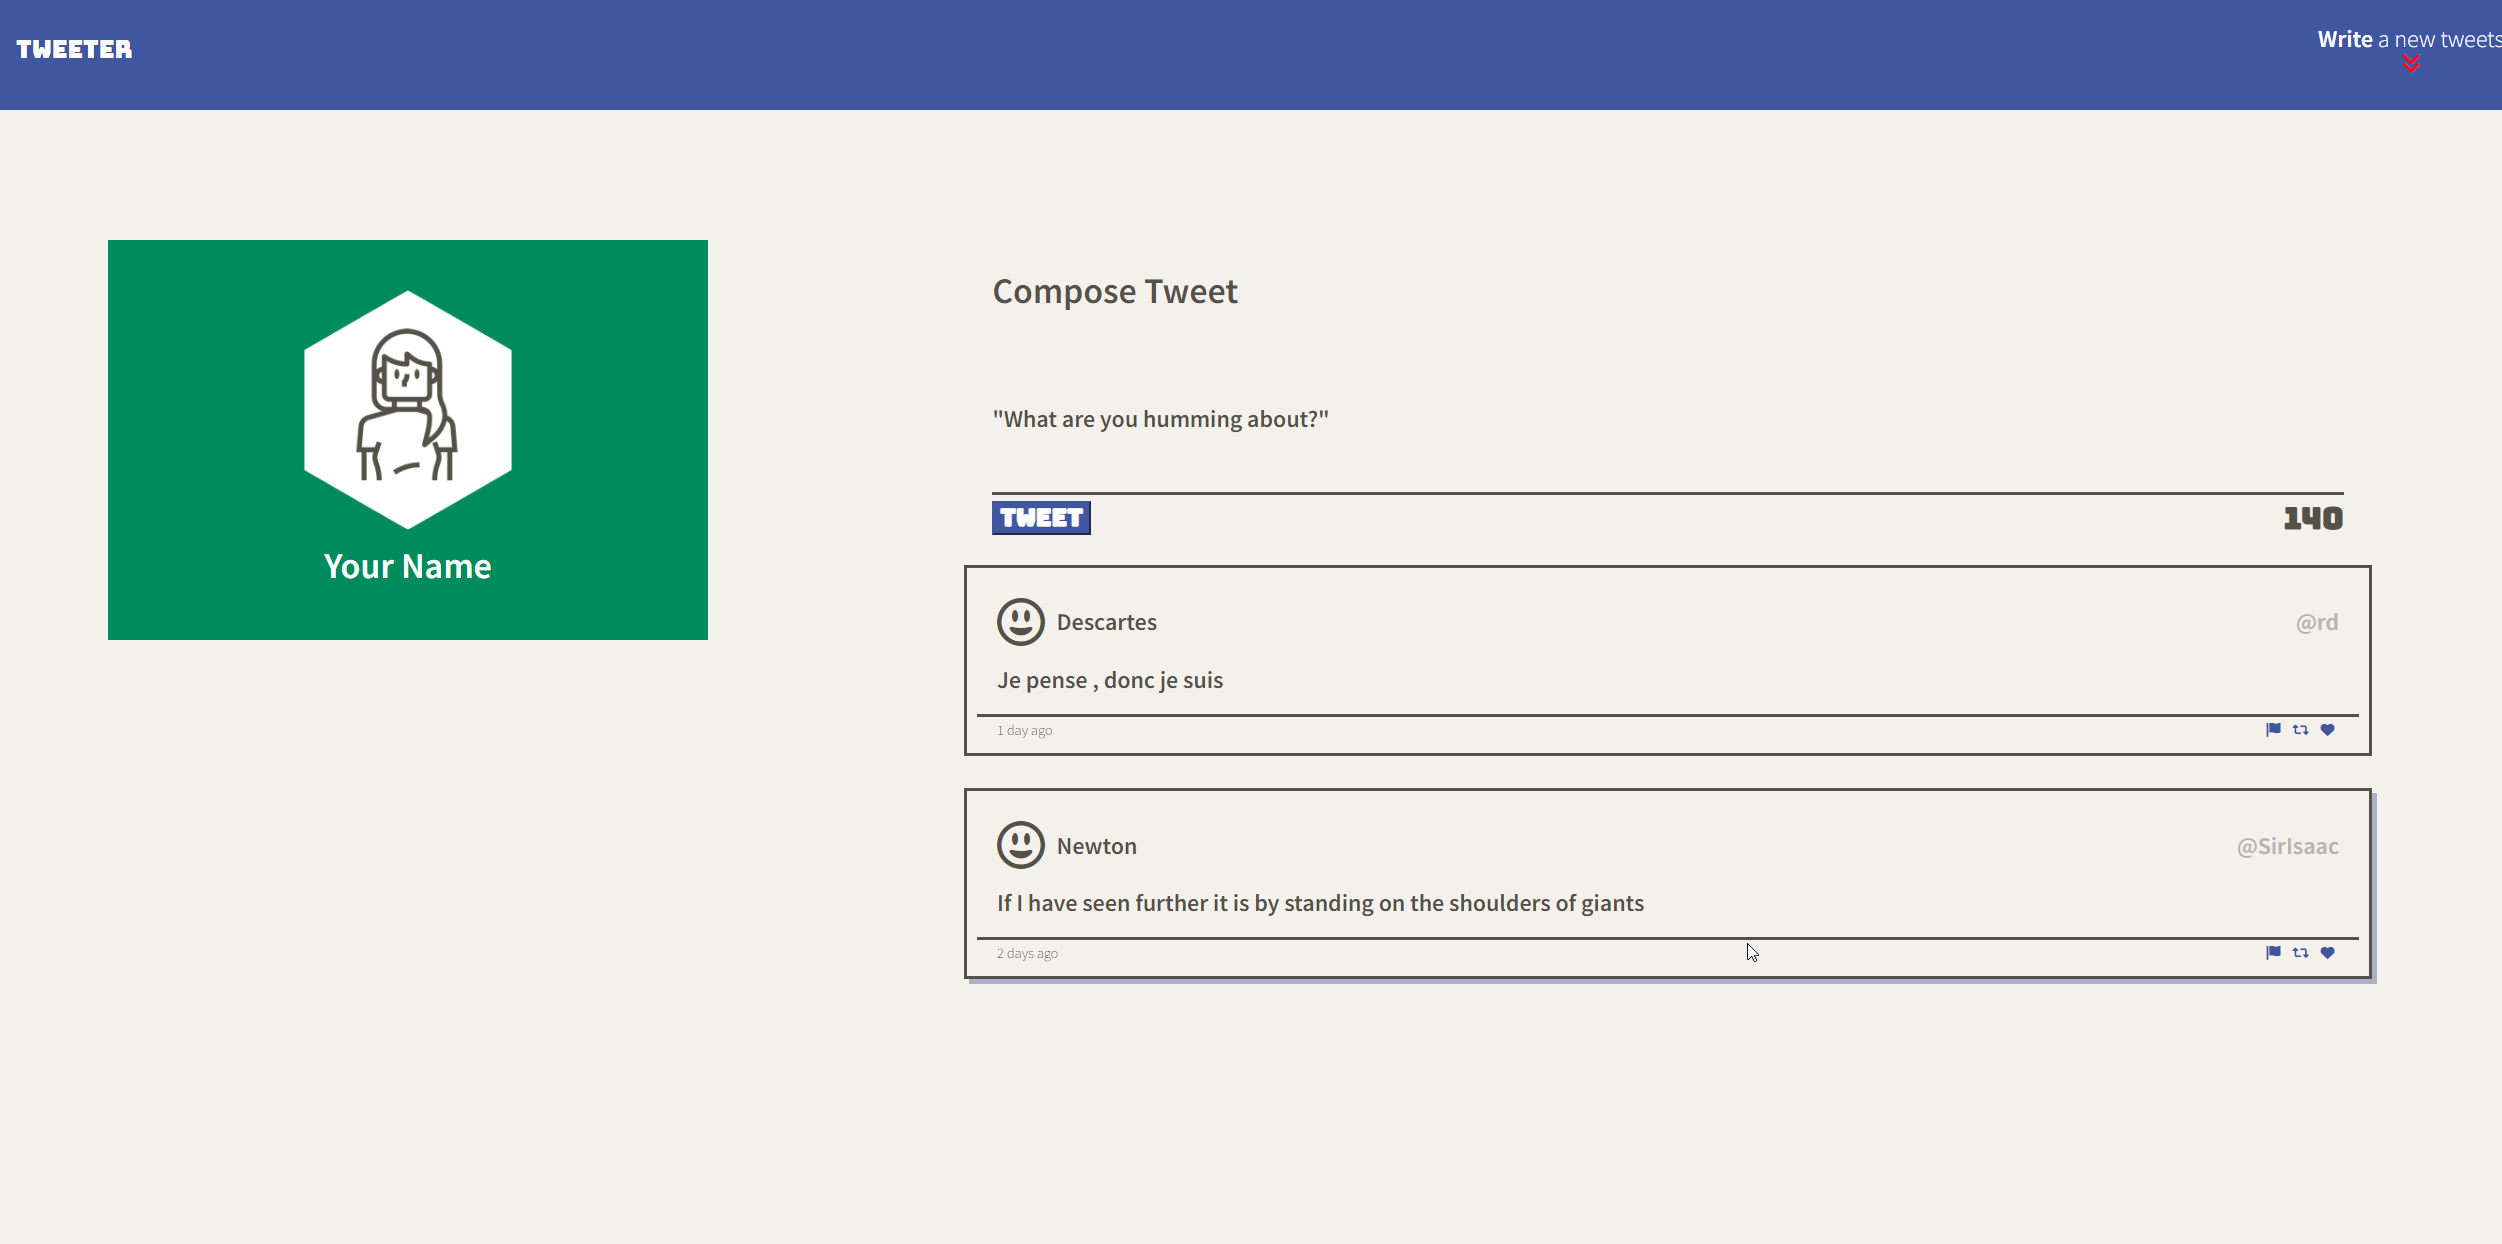 TWEETER
Write a new tweets
Your Name
Compose Tweet
"What are you humming about?"
TWEET
140
Descartes
@rd
Je pense , donc je suis
1 day ago
Newton
@SirIsaac
If I have seen further it is by standing on the shoulders of giants
2 days ago